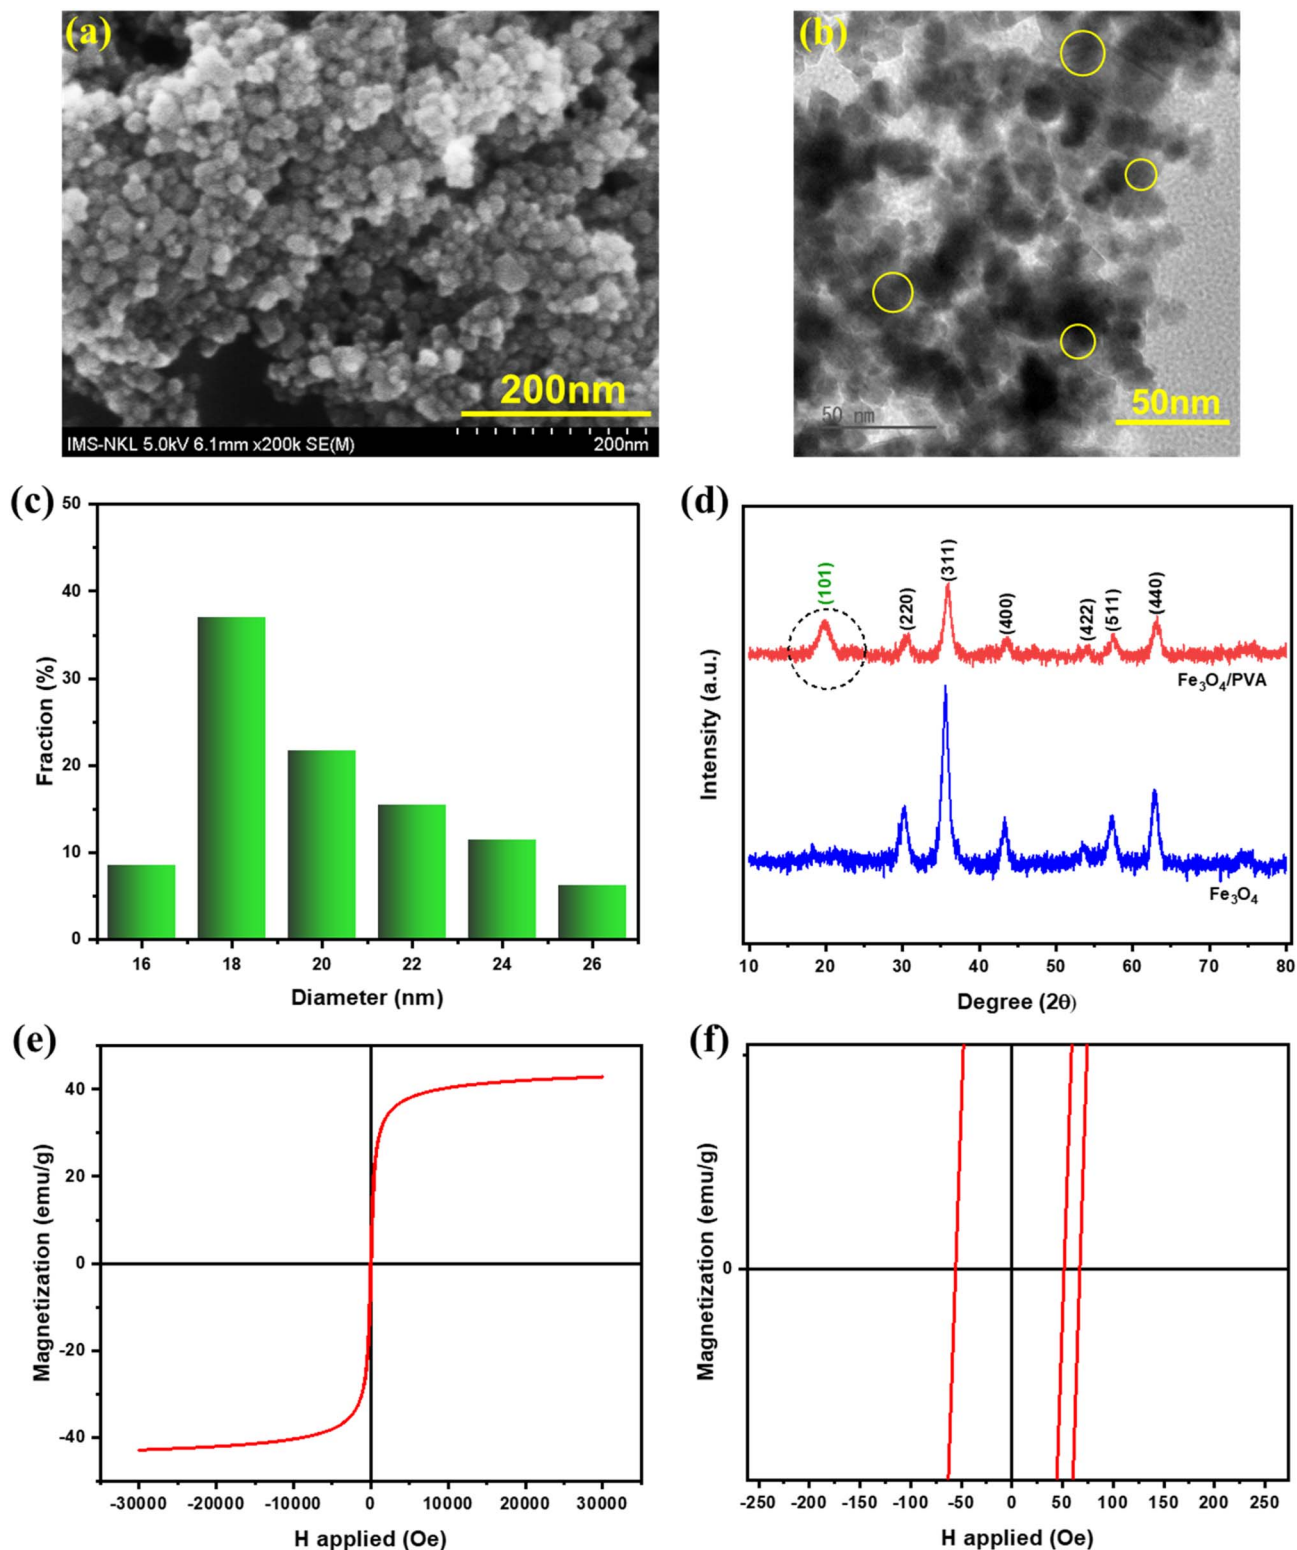 (a)
200nm
IMS-NKL 5.0kV 6.1mm x200k SE(M)
200nm
(b)
50 nm
50nm
(c)
50
40
30
20
10
0
Fraction (%)
16 18 20 22 24 26
Diameter (nm)
(d)
Intensity (a.u.)
(101)
(220)
(311)
(400)
(422)
(511)
(440)
Fe₃O₄/PVA
Fe₃O₄
10 20 30 40 50 60 70 80
Degree (2θ)
(e)
40
20
0
-20
-40
Magnetization (emu/g)
-30000 -20000 -10000 0 10000 20000 30000
H applied (Oe)
(f)
0
Magnetization (emu/g)
-250 -200 -150 -100 -50 0 50 100 150 200 250
H applied (Oe)